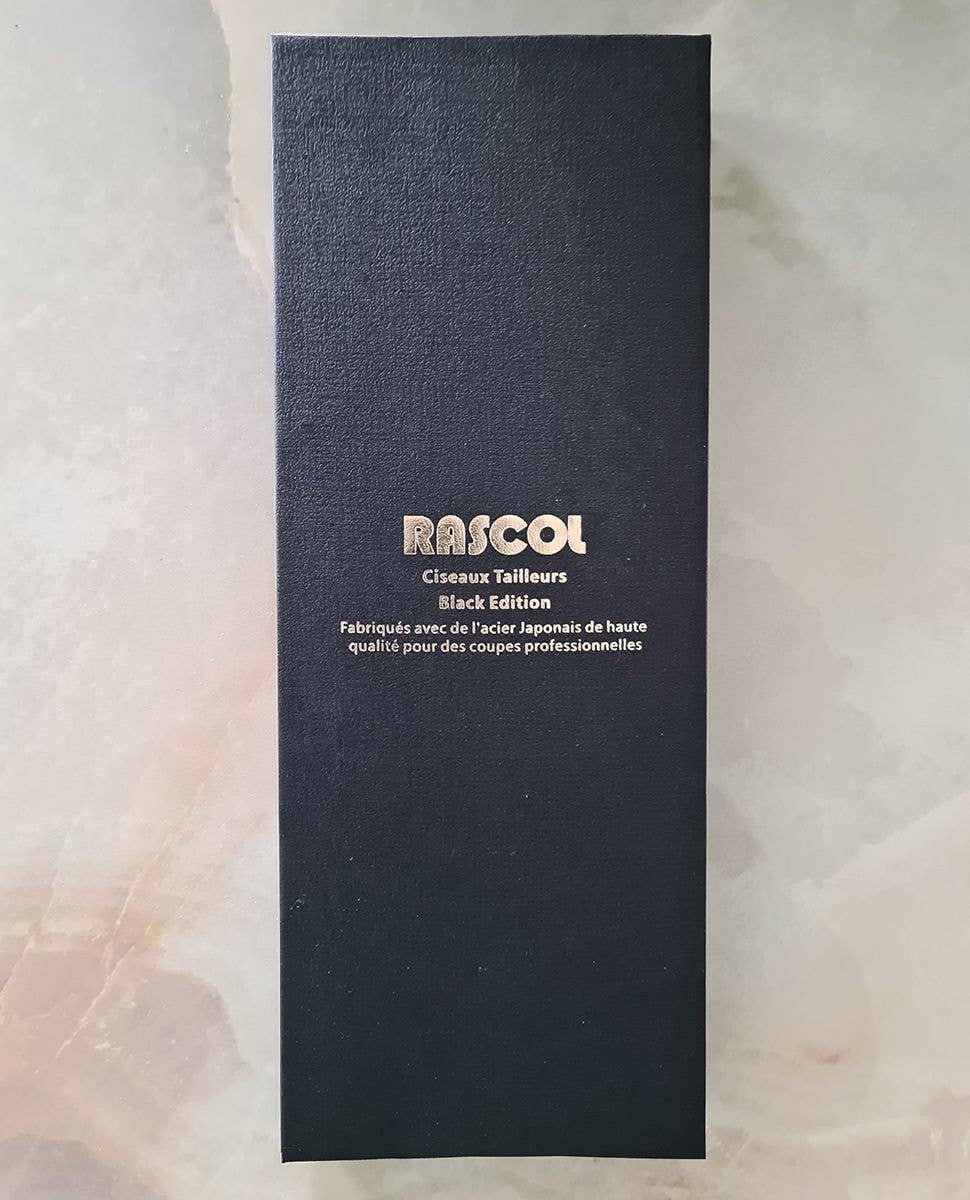 RASCOL
Ciseaux Tailleurs
Black Edition
Fabriqués avec de l'acier Japonais de haute
qualité pour des coupes professionnelles